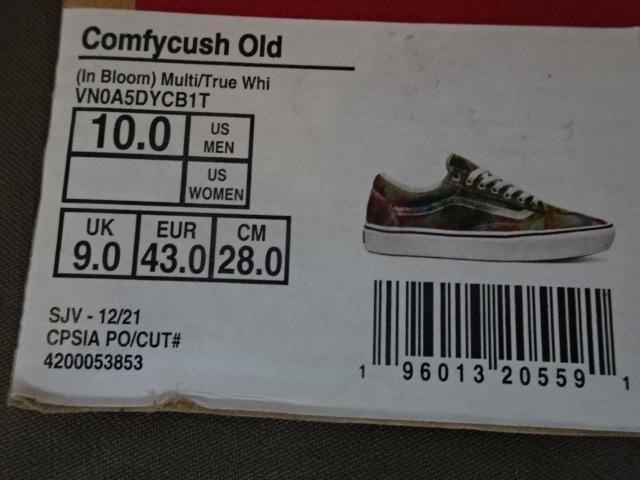 Comfycush Old
(In Bloom) Multi/True Whi
VN0A5DYCB1T
10.0 US MEN
US WOMEN
UK EUR CM
9.0 43.0 28.0
SJV - 12/21
CPSIA PO/CUT#
4200053853
1 96013 20559 1